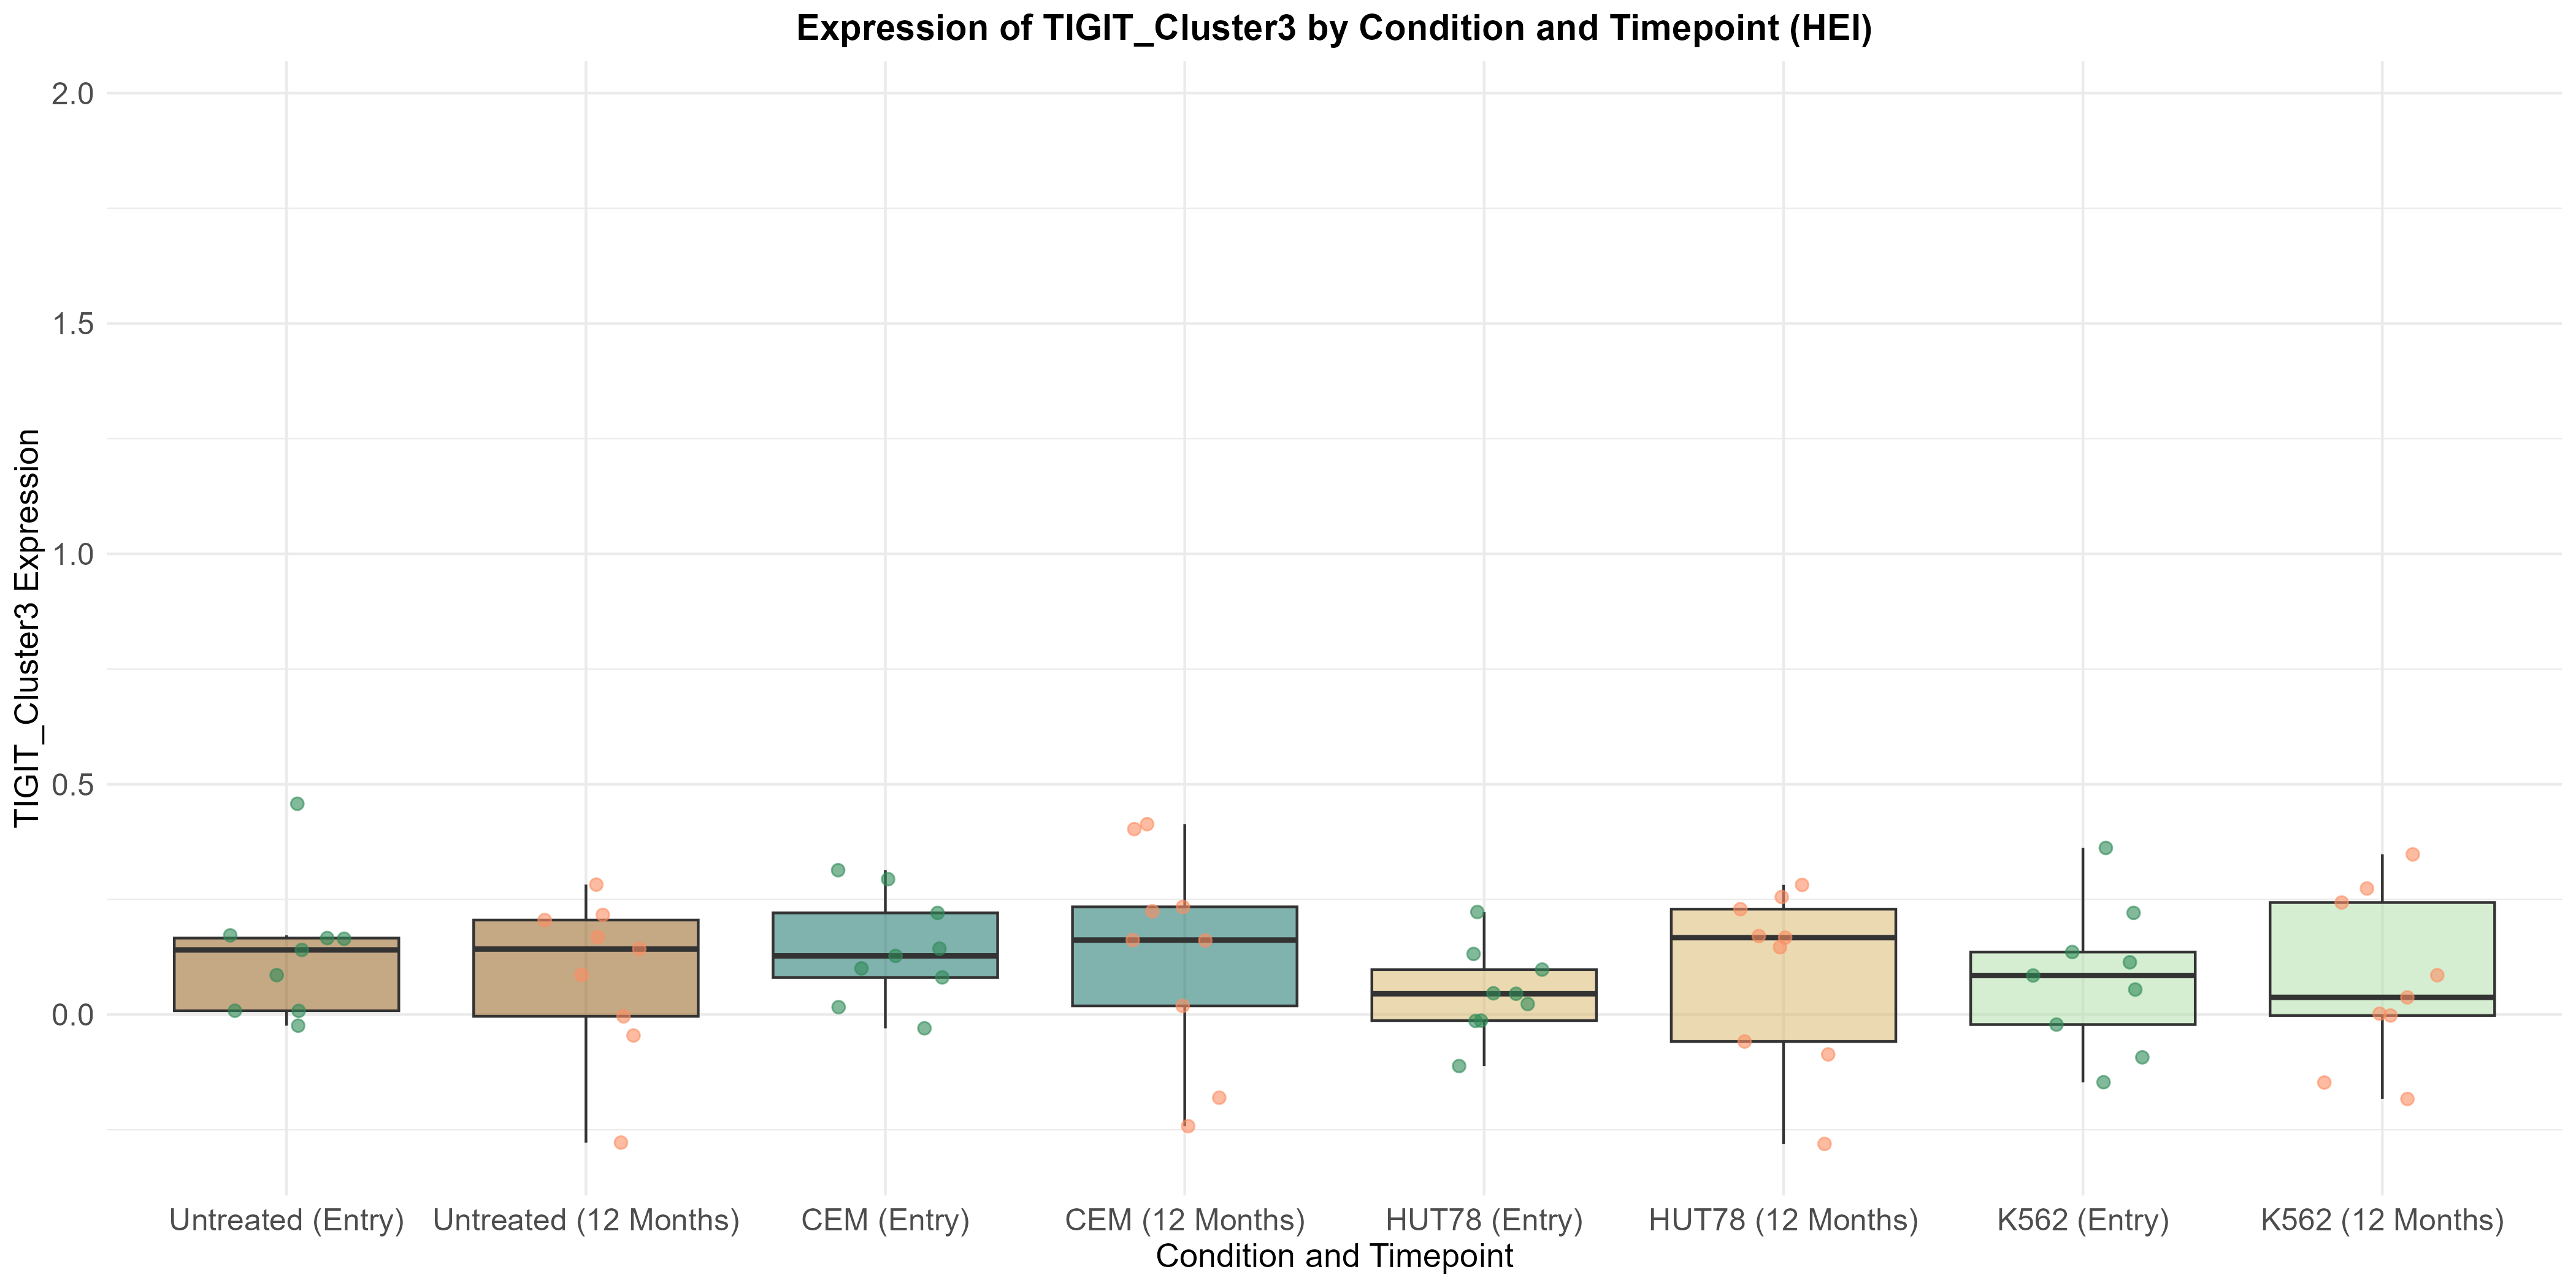 Expression of TIGIT_Cluster3 by Condition and Timepoint (HEI)
TIGIT_Cluster3 Expression
2.0
1.5
1.0
0.5
0.0
Untreated (Entry)
Untreated (12 Months)
CEM (Entry)
CEM (12 Months)
HUT78 (Entry)
HUT78 (12 Months)
K562 (Entry)
K562 (12 Months)
Condition and Timepoint